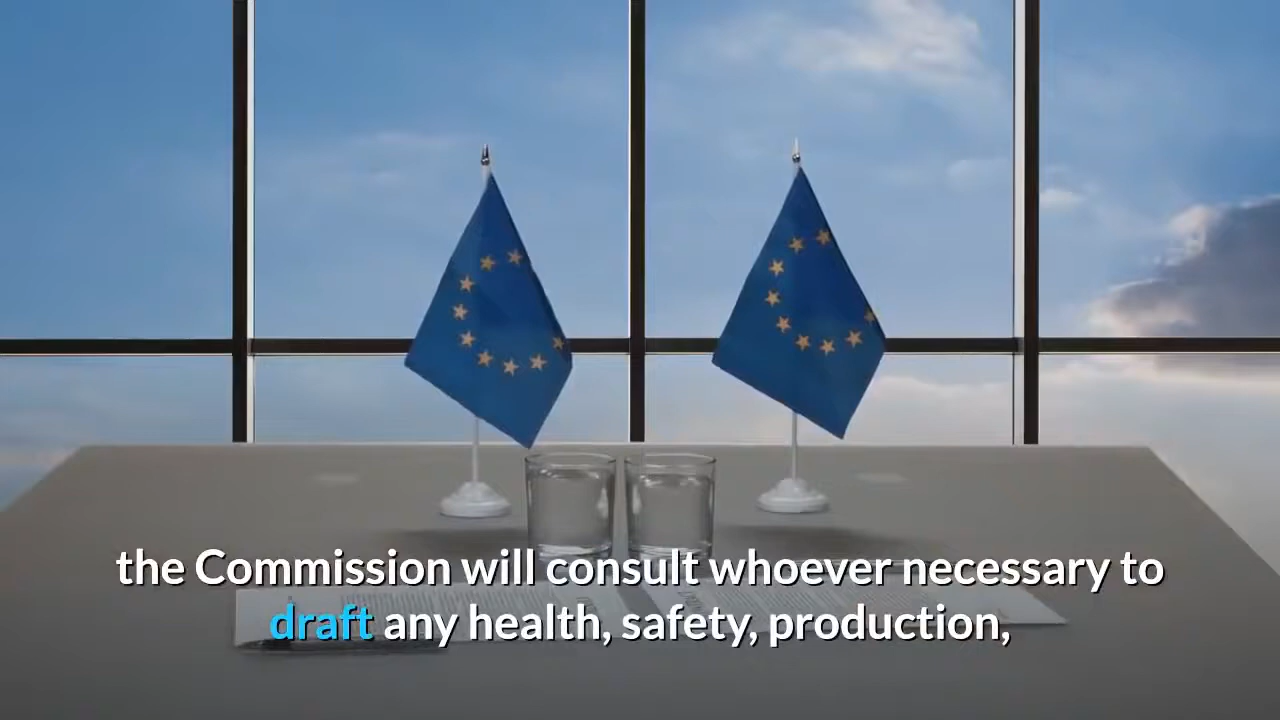 the Commission will consult whoever necessary to
draft any health, safety, production,